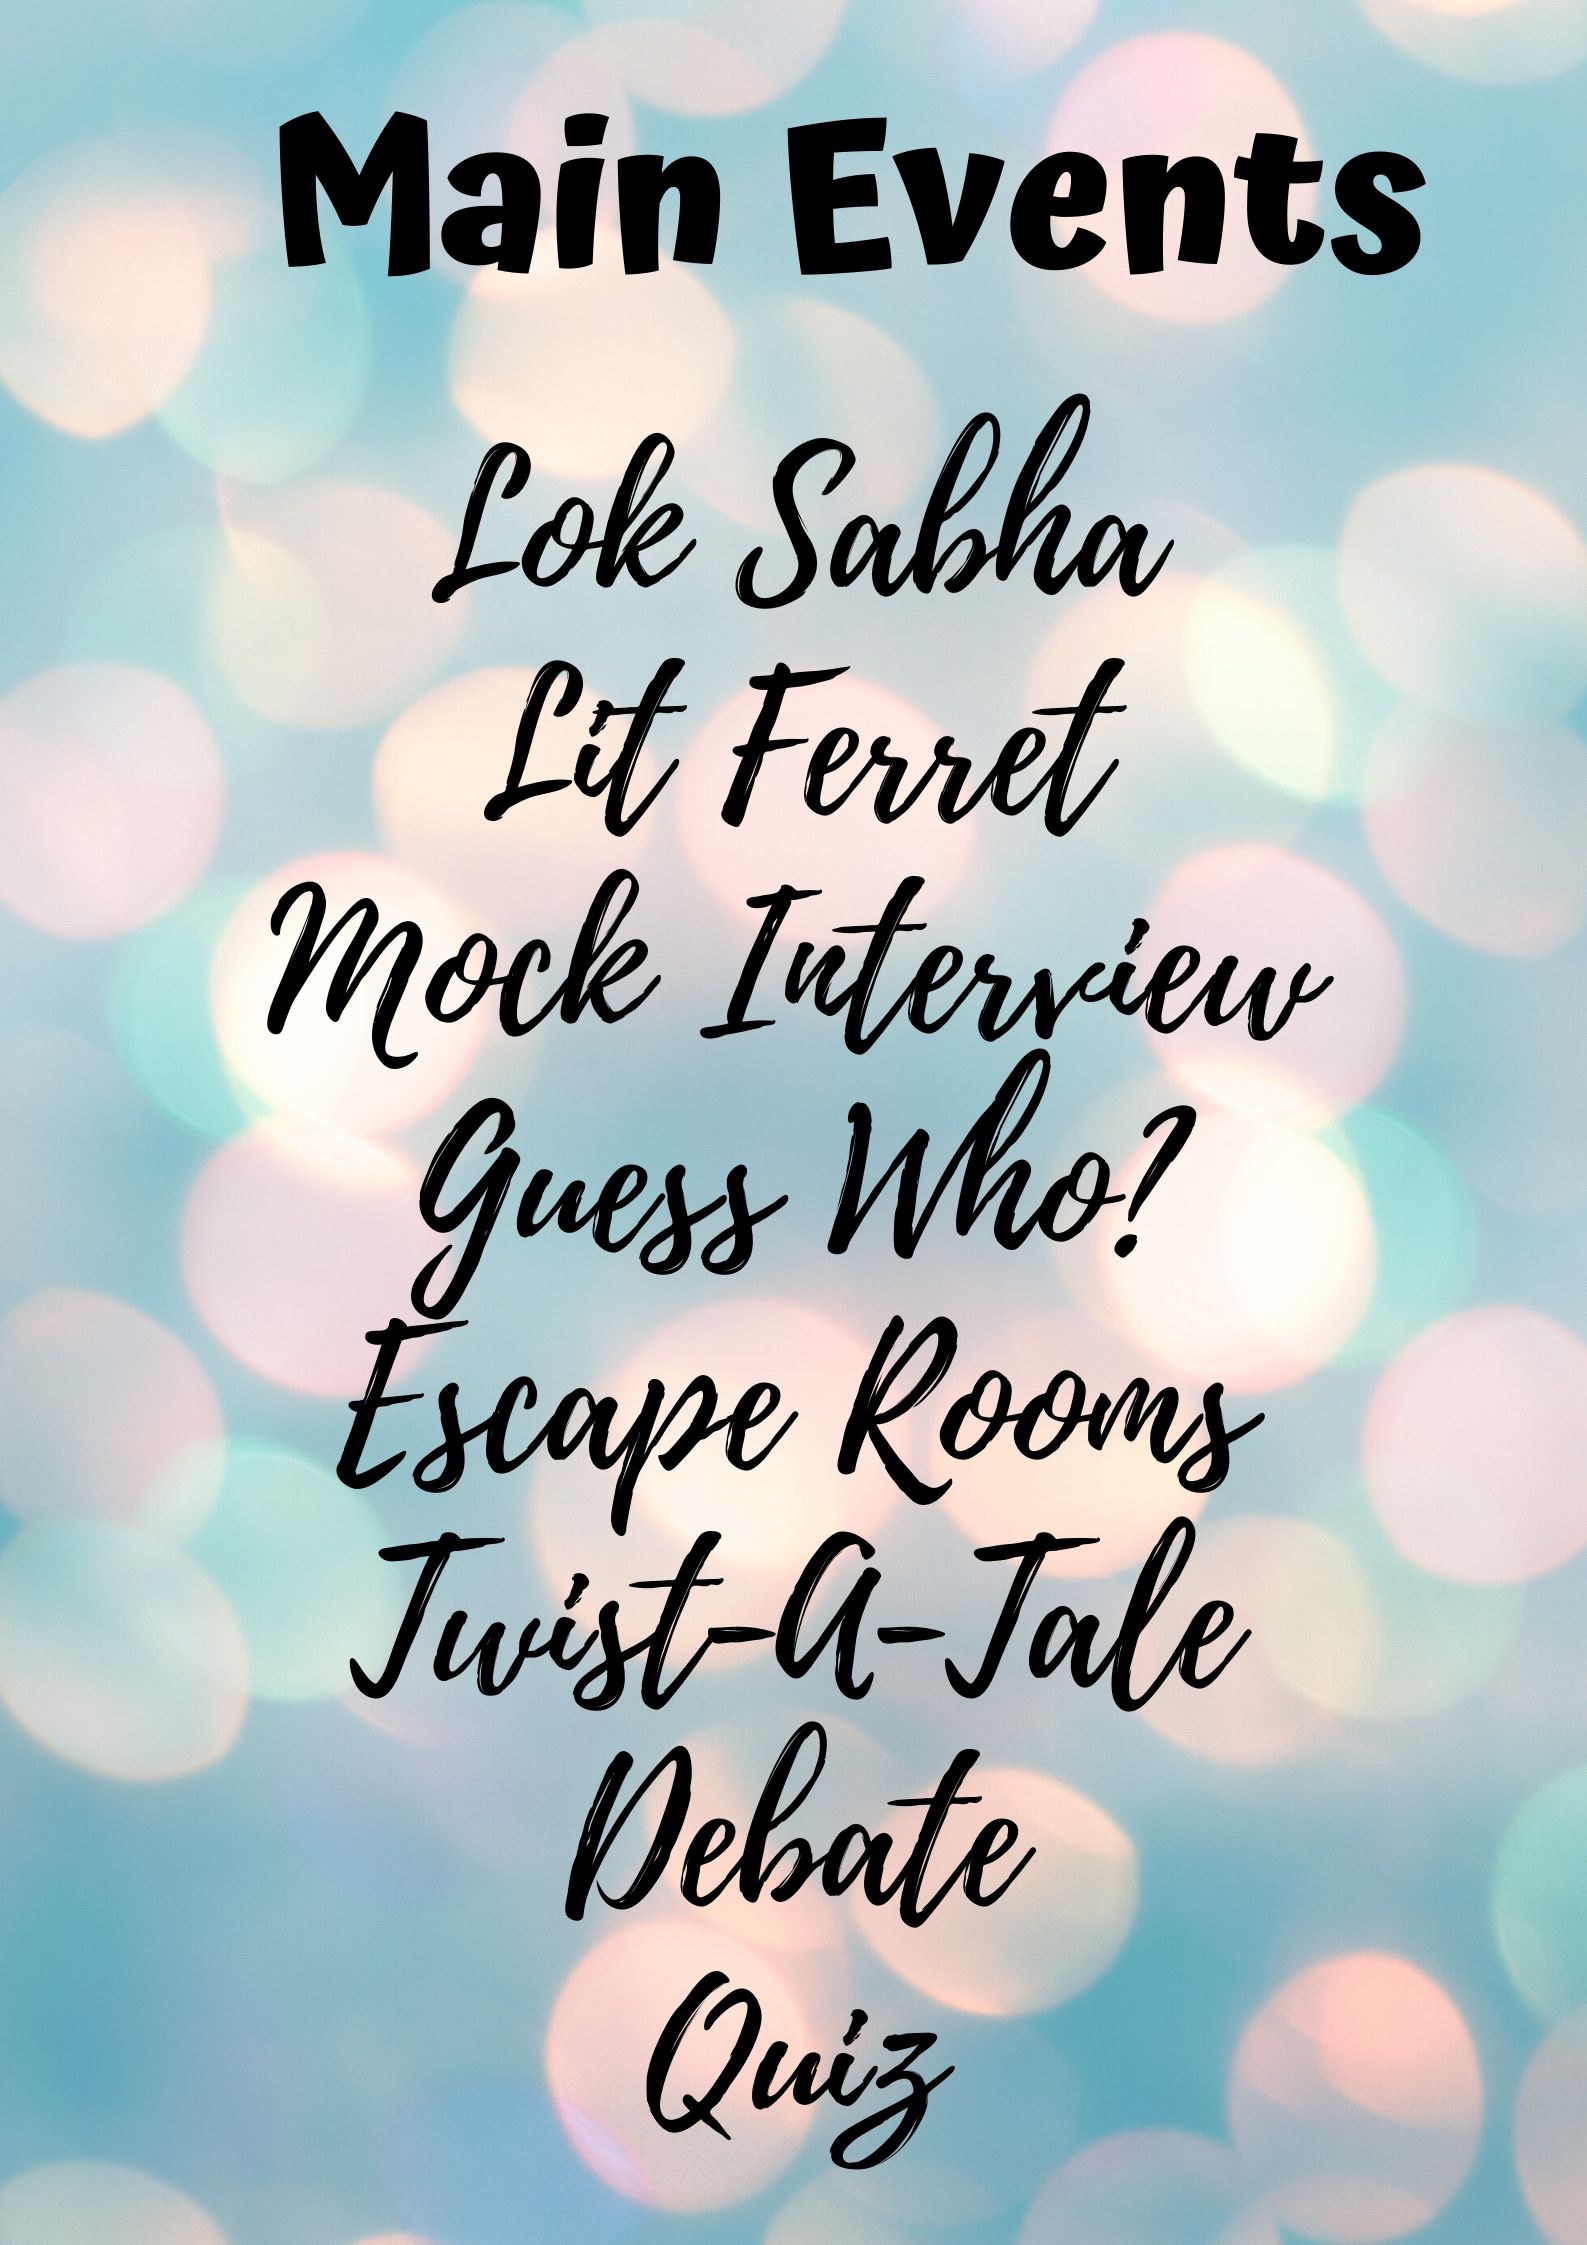 Main Events
Lok Sabha
Lit Ferret
Mock Interview
Guess Who?
Escape Rooms
Twist-A-Tale
Debate
Quiz